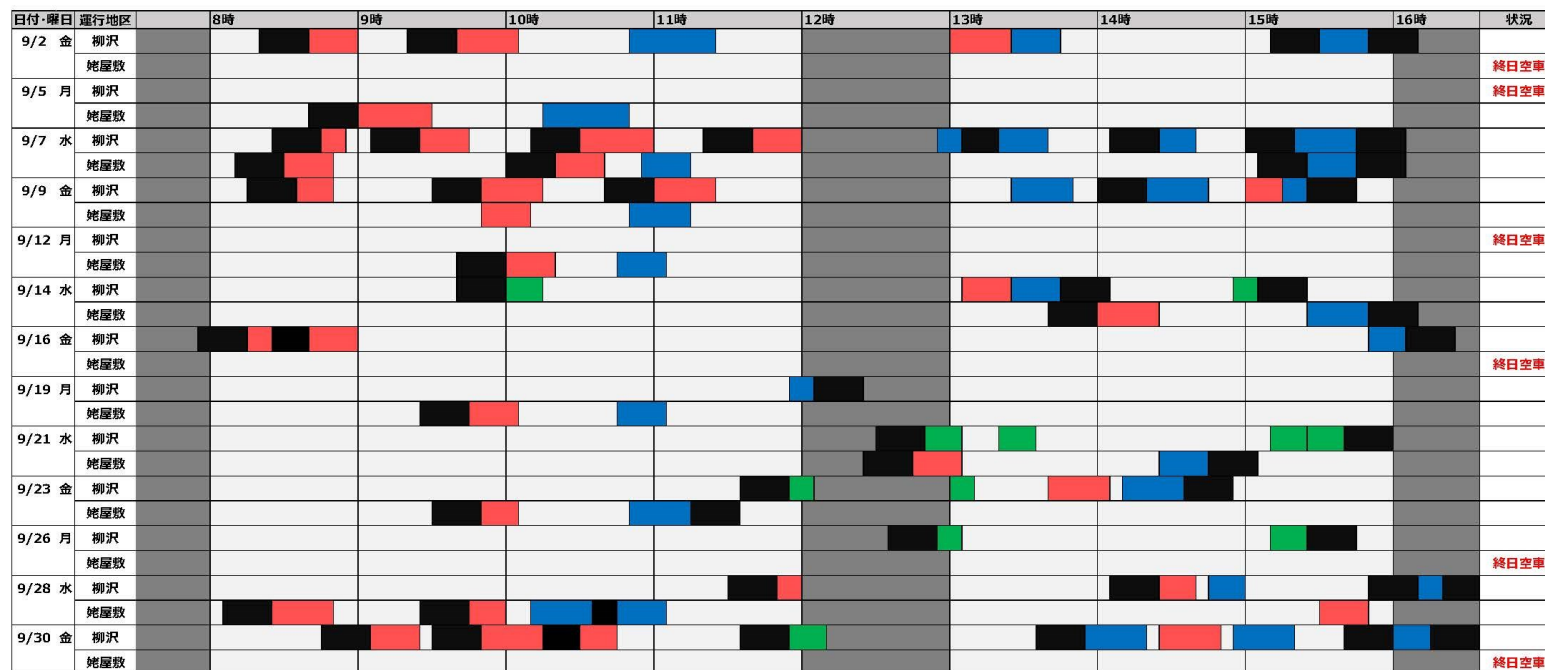 日付・曜日 運行地区 8時 9時 10時 11時 12時 13時 14時 15時 16時 状況
9/2 金 柳沢
姥屋敷 終日空車
9/5 月 柳沢 終日空車
姥屋敷
9/7 水 柳沢
姥屋敷
9/9 金 柳沢
姥屋敷
9/12 月 柳沢 終日空車
姥屋敷
9/14 水 柳沢
姥屋敷
9/16 金 柳沢
姥屋敷 終日空車
9/19 月 柳沢
姥屋敷
9/21 水 柳沢
姥屋敷
9/23 金 柳沢
姥屋敷
9/26 月 柳沢
姥屋敷 終日空車
9/28 水 柳沢
姥屋敷
9/30 金 柳沢
姥屋敷 終日空車